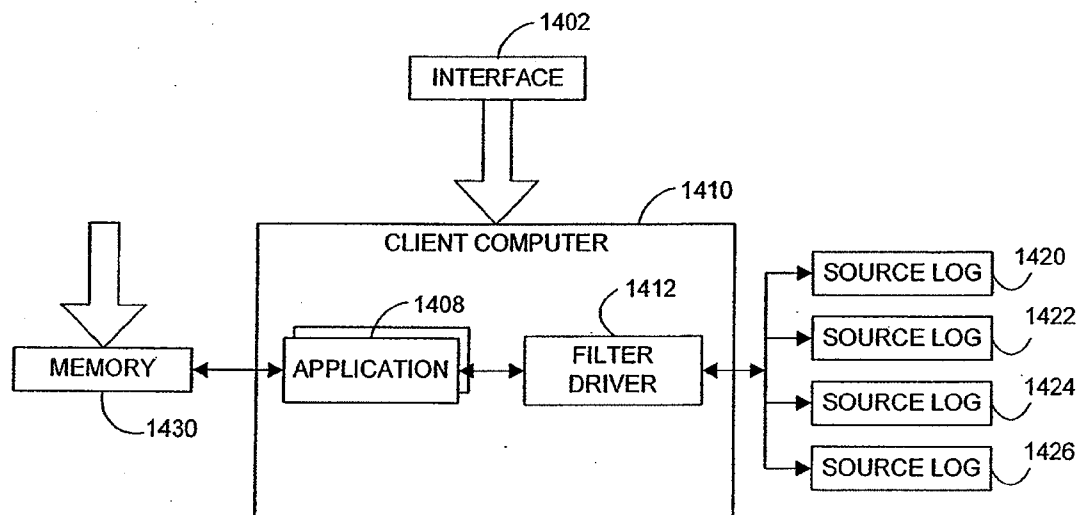 1402
INTERFACE
1410
CLIENT COMPUTER
1408
APPLICATION
1412
FILTER
DRIVER
MEMORY
1430
SOURCE LOG
1420
SOURCE LOG
1422
SOURCE LOG
1424
SOURCE LOG
1426